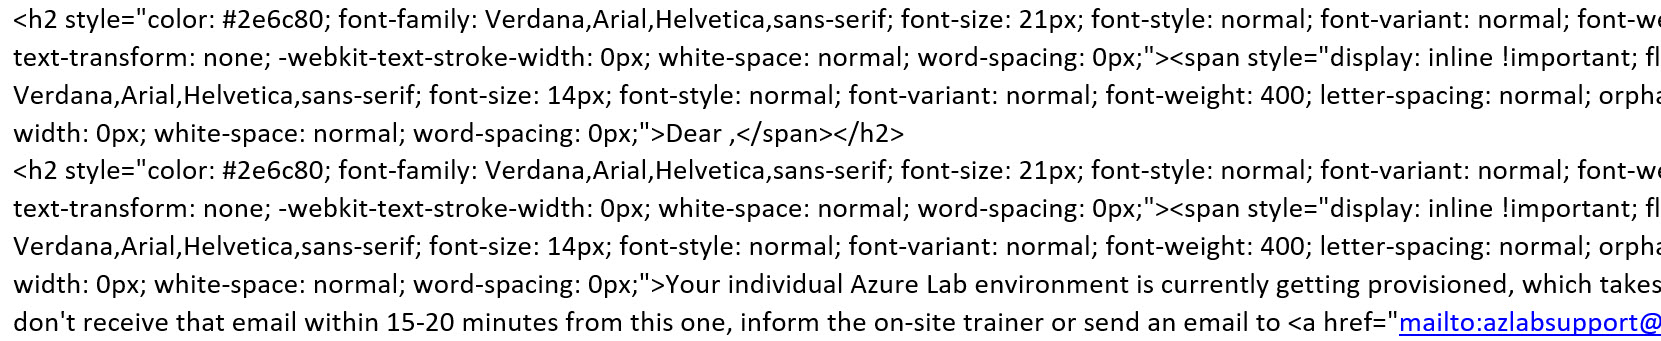 <h2 style="color: #2e6c80; font-family: Verdana,Arial,Helvetica,sans-serif; font-size: 21px; font-style: normal; font-variant: normal; font-we
text-transform: none; -webkit-text-stroke-width: 0px; white-space: normal; word-spacing: 0px;"><span style="display: inline !important; fl
Verdana,Arial,Helvetica,sans-serif; font-size: 14px; font-style: normal; font-variant: normal; font-weight: 400; letter-spacing: normal; orpha
width: 0px; white-space: normal; word-spacing: 0px;">Dear ,</span></h2>
<h2 style="color: #2e6c80; font-family: Verdana,Arial,Helvetica,sans-serif; font-size: 21px; font-style: normal; font-variant: normal; font-we
text-transform: none; -webkit-text-stroke-width: 0px; white-space: normal; word-spacing: 0px;"><span style="display: inline !important; fl
Verdana,Arial,Helvetica,sans-serif; font-size: 14px; font-style: normal; font-variant: normal; font-weight: 400; letter-spacing: normal; orpha
width: 0px; white-space: normal; word-spacing: 0px;">Your individual Azure Lab environment is currently getting provisioned, which takes
don't receive that email within 15-20 minutes from this one, inform the on-site trainer or send an email to <a href="mailto:azlabsupport@